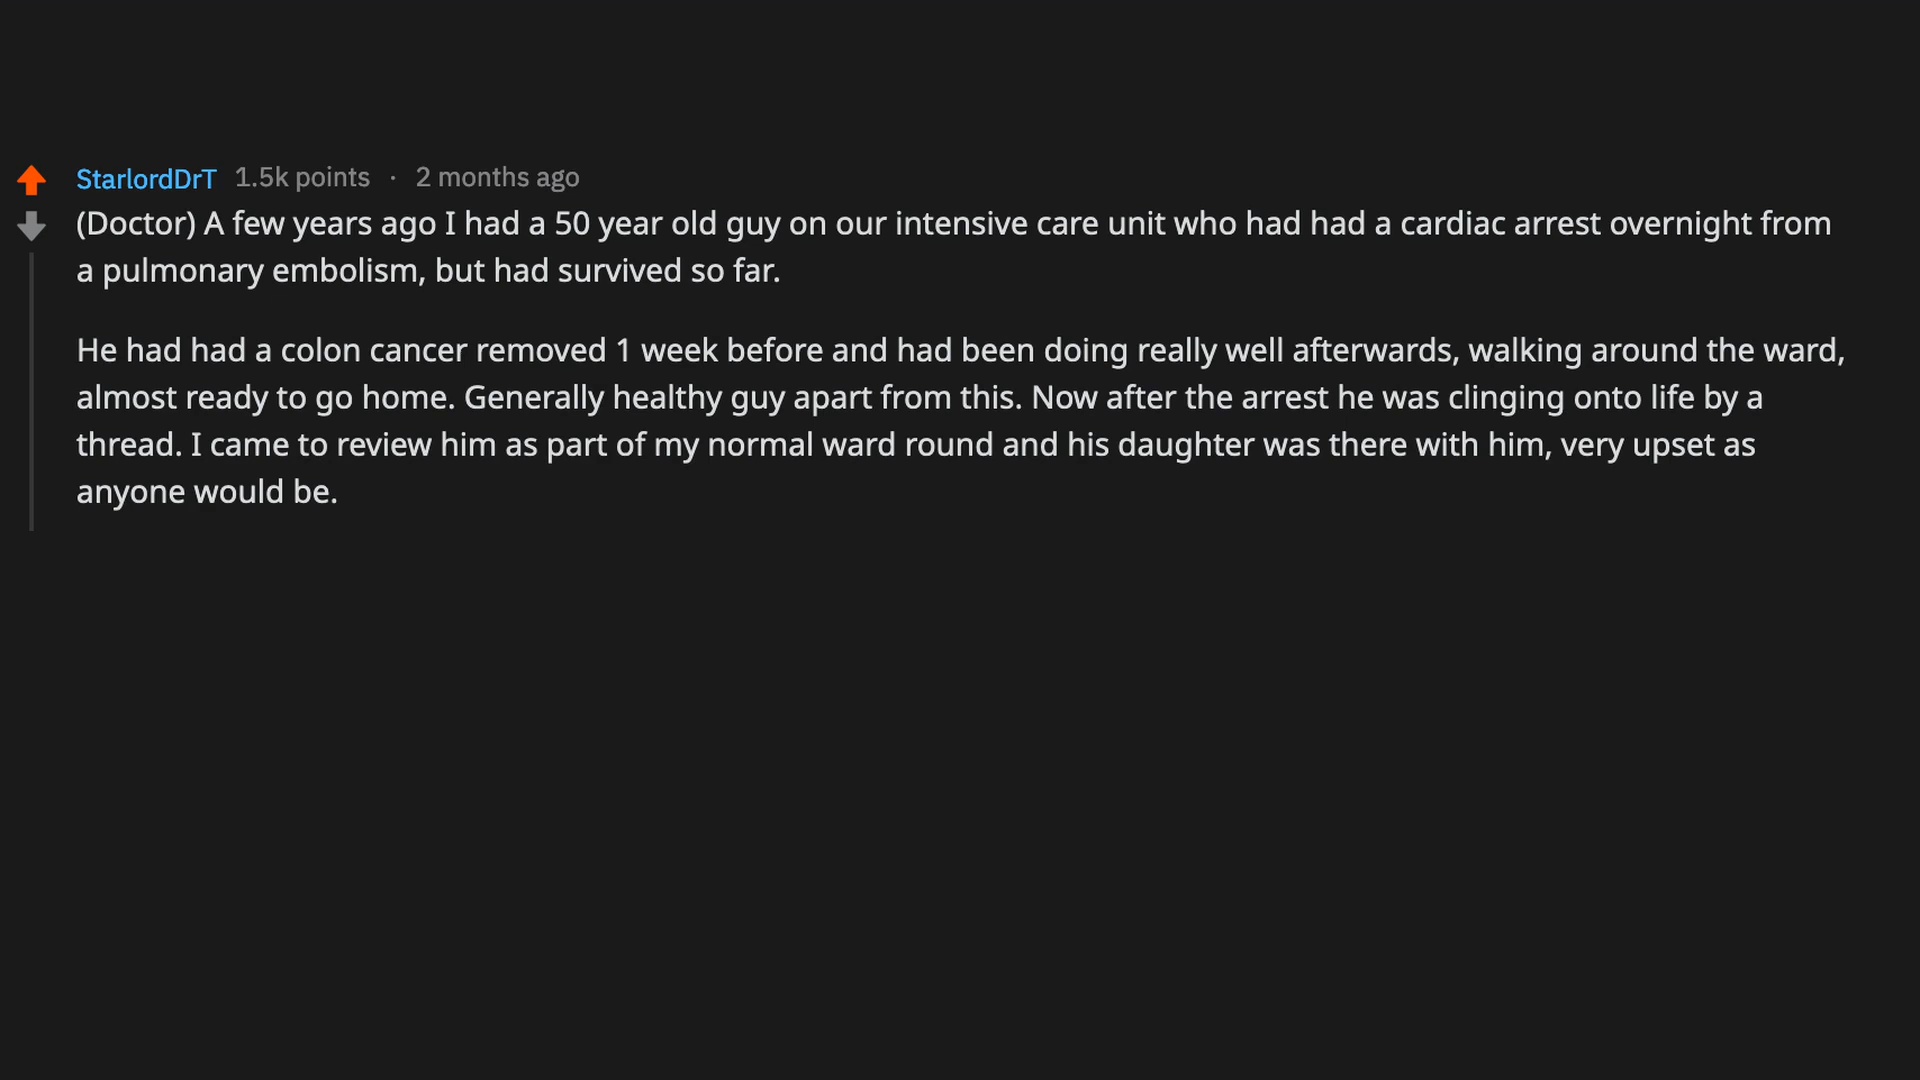 StarlordDrT 1.5k points · 2 months ago
(Doctor) A few years ago I had a 50 year old guy on our intensive care unit who had had a cardiac arrest overnight from
a pulmonary embolism, but had survived so far.
He had had a colon cancer removed 1 week before and had been doing really well afterwards, walking around the ward,
almost ready to go home. Generally healthy guy apart from this. Now after the arrest he was clinging onto life by a
thread. I came to review him as part of my normal ward round and his daughter was there with him, very upset as
anyone would be.